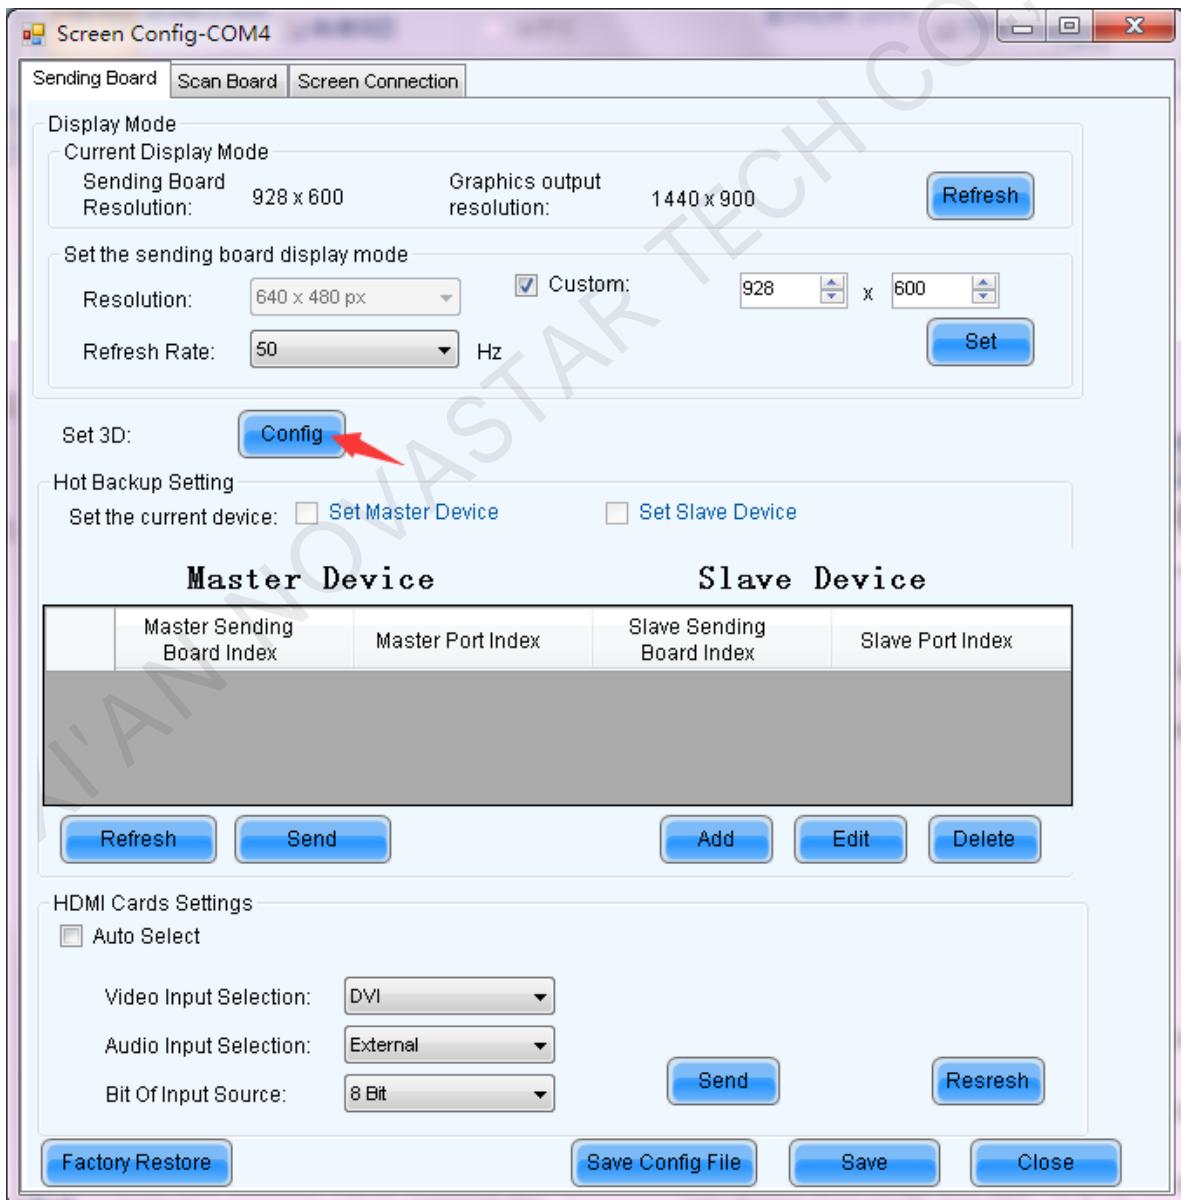 Screen Config-COM4
Sending Board Scan Board Screen Connection
Display Mode
Current Display Mode
Sending Board Resolution: 928 x 600 Graphics output resolution: 1440 x 900 Refresh
Set the sending board display mode
Resolution: 640 x 480 px Custom: 928 x 600
Refresh Rate: 50 Hz Set
Set 3D: Config
Hot Backup Setting
Set the current device: Set Master Device Set Slave Device
Master Device Slave Device
Master Sending Board Index Master Port Index Slave Sending Board Index Slave Port Index
Refresh Send Add Edit Delete
HDMI Cards Settings
Auto Select
Video Input Selection: DVI
Audio Input Selection: External
Bit Of Input Source: 8 Bit Send Resresh
Factory Restore Save Config File Save Close
I'AN NOVASTAR TECH CO